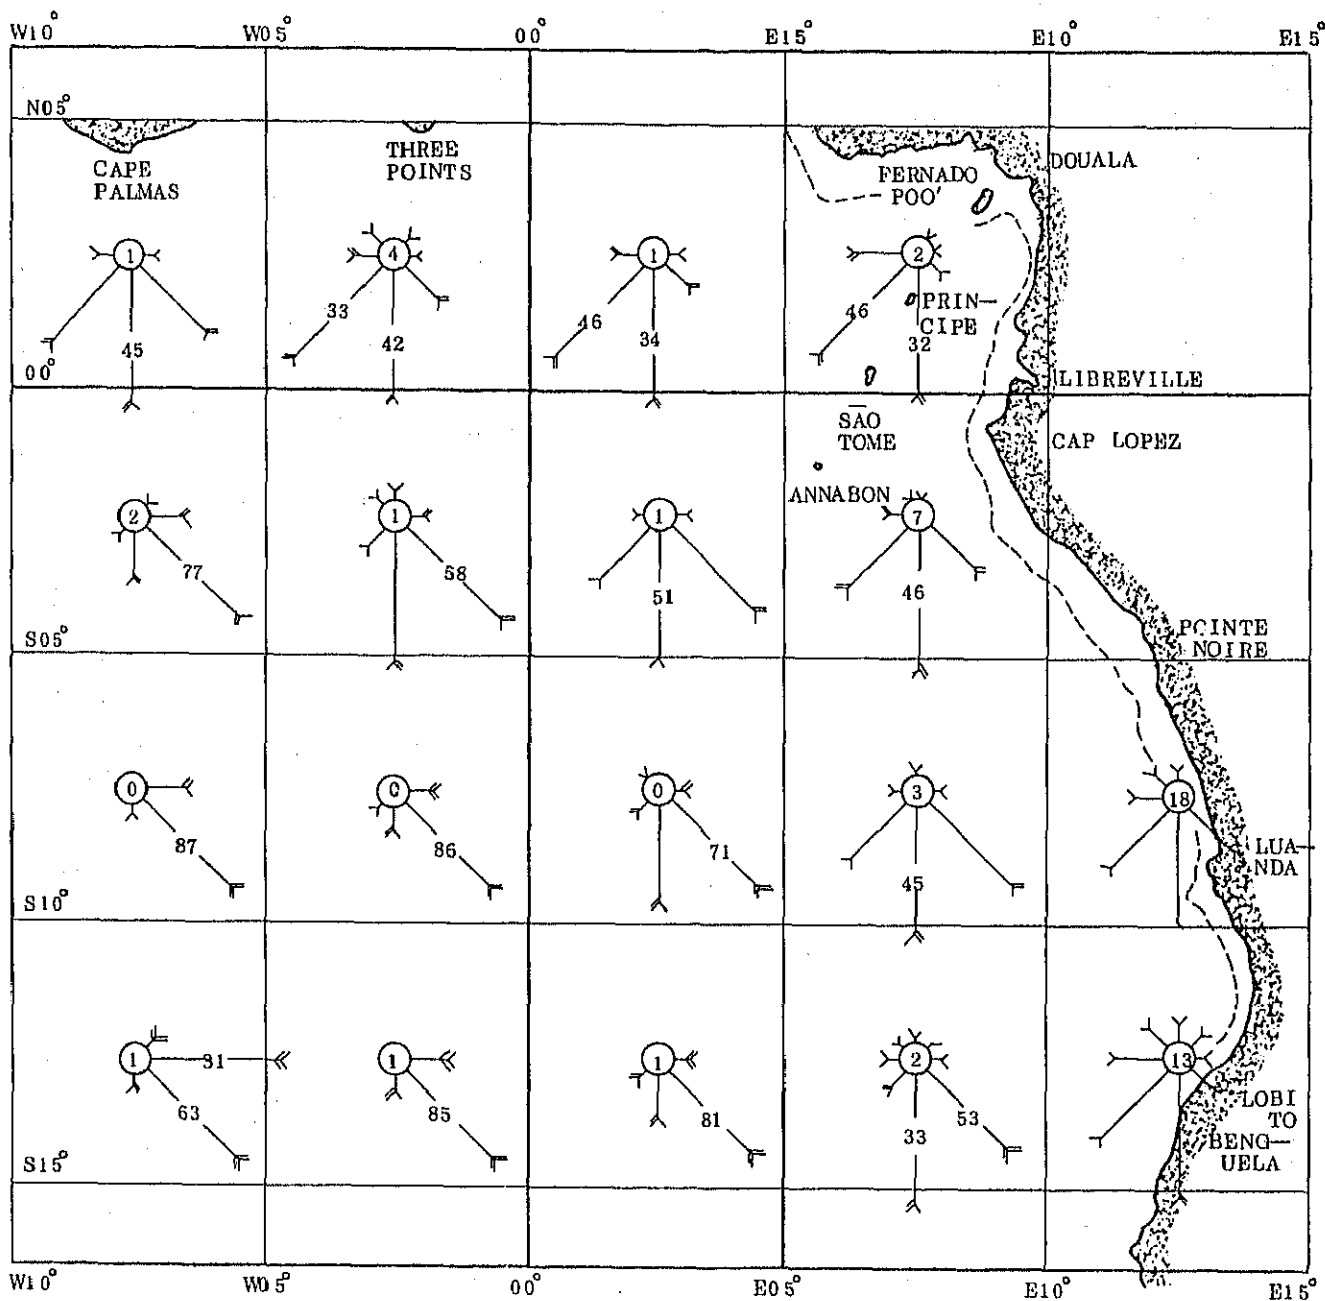 W10° W05° 00° E15° E10° E15°
N05°
CAPE
PALMAS
THREE
POINTS
FERNADO
POO'
DOUALA
1 4 1 2
PRIN—
CIPE
33 46 46
45 42 34 32
00°
LIBREVILLE
SÃO
TOME
CAP LOPEZ
ANNABON
2 1 1 7
77 58 51 46
POINTE
NOIRE
S05°
0 0 0 3 18
87 86 71 45
LUA—
NDA
S10°
1 1 1 2 13
31
63 85 81 33 53
LOBI
TO
BENG—
UELA
S15°
W10° W05° 00° E05° E10° E15°